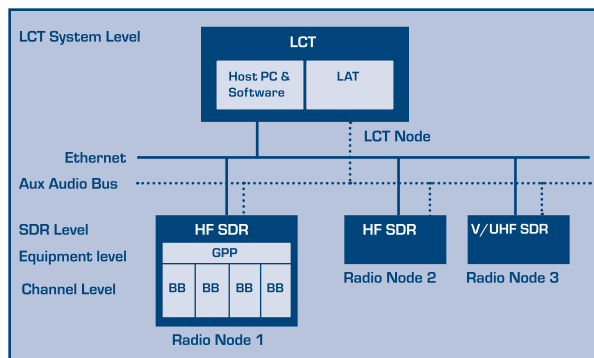 LCT System Level
LCT
Host PC &
Software
LAT
LCT Node
Ethernet
Aux Audio Bus
SDR Level
HF SDR
HF SDR
V/UHF SDR
Equipment level
GPP
Channel Level
BB
BB
BB
BB
Radio Node 1
Radio Node 2
Radio Node 3